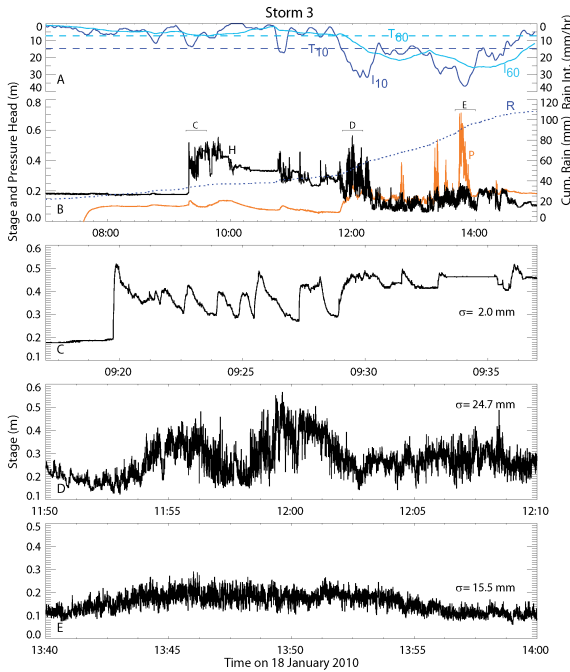 Storm 3
0
10
20
30
40
T60
T10
I10
I60
A
0
10
20
30
40
Rain Int. (mm/hr)
0.8
0.6
0.4
0.2
0.0
Stage and Pressure Head (m)
C
D
E
H
R
P
B
120
100
80
60
40
20
0
Cum. Rain (mm)
08:00 10:00 12:00 14:00
0.6
0.5
0.4
0.3
0.2
0.1
σ= 2.0 mm
C
09:20 09:25 09:30 09:35
Stage (m)
0.6
0.5
0.4
0.3
0.2
0.1
σ= 24.7 mm
D
11:50 11:55 12:00 12:05 12:10
0.5
0.4
0.3
0.2
0.1
0.0
σ= 15.5 mm
E
13:40 13:45 13:50 13:55 14:00
Time on 18 January 2010